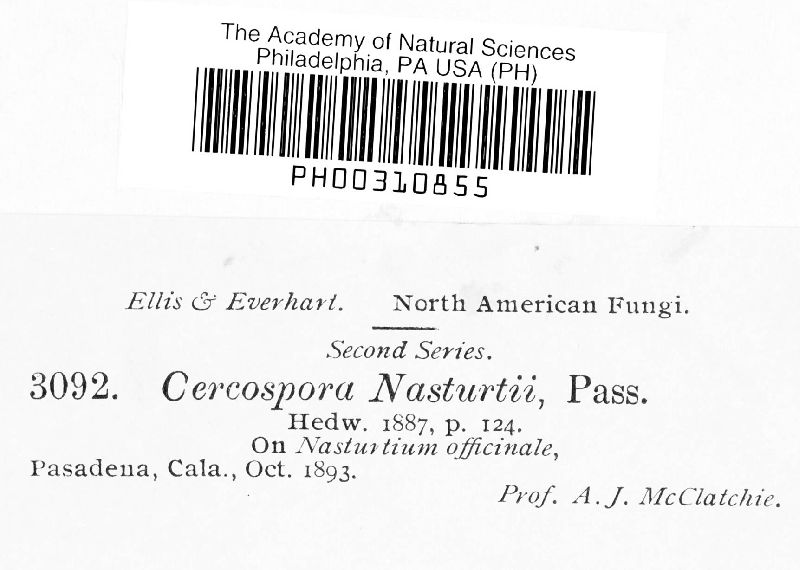 The Academy of Natural Sciences
Philadelphia, PA USA (PH)
PH00310855
Ellis & Everhart. North American Fungi.
Second Series.
3092. Cercospora Nasturtii, Pass.
Hedw. 1887, p. 124.
On Nasturtium officinale,
Pasadena, Cala., Oct. 1893.
Prof. A. J. McClatchie.